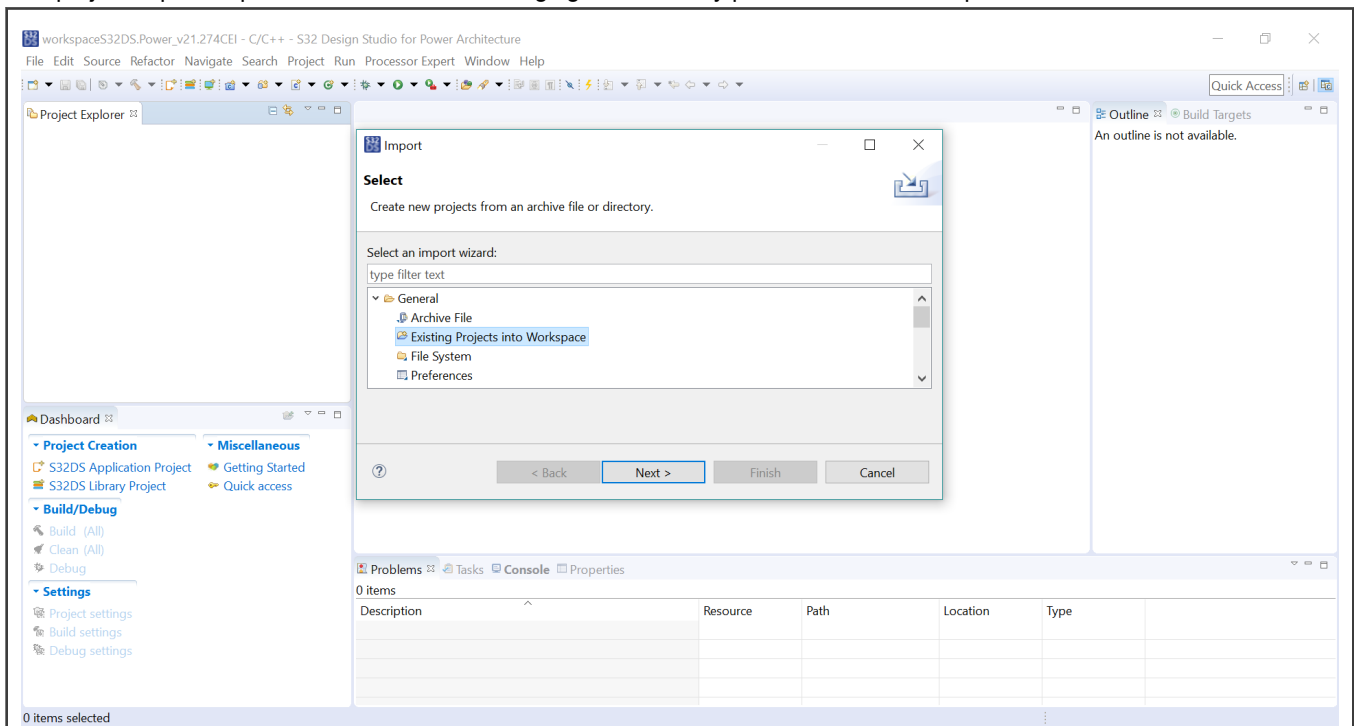 workspaceS32DS.Power_v21.274CEI - C/C++ - S32 Design Studio for Power Architecture
File Edit Source Refactor Navigate Search Project Run Processor Expert Window Help
Quick Access
Project Explorer
Outline Build Targets
An outline is not available.
Import
Select
Create new projects from an archive file or directory.
Select an import wizard:
type filter text
General
Archive File
Existing Projects into Workspace
File System
Preferences
< Back Next > Finish Cancel
Dashboard
Project Creation Miscellaneous
S32DS Application Project Getting Started
S32DS Library Project Quick access
Build/Debug
Build (All)
Clean (All)
Debug
Settings
Project settings
Build settings
Debug settings
Problems Tasks Console Properties
0 items
Description Resource Path Location Type
0 items selected